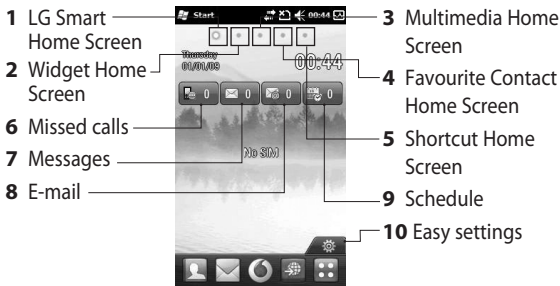 1 LG Smart
Home Screen
2 Widget Home
Screen
6 Missed calls
7 Messages
8 E-mail
Start
00:44
Thursday
01/01/09
00:44
0
0
0
0
No SIM
3 Multimedia Home
Screen
4 Favourite Contact
Home Screen
5 Shortcut Home
Screen
9 Schedule
10 Easy settings